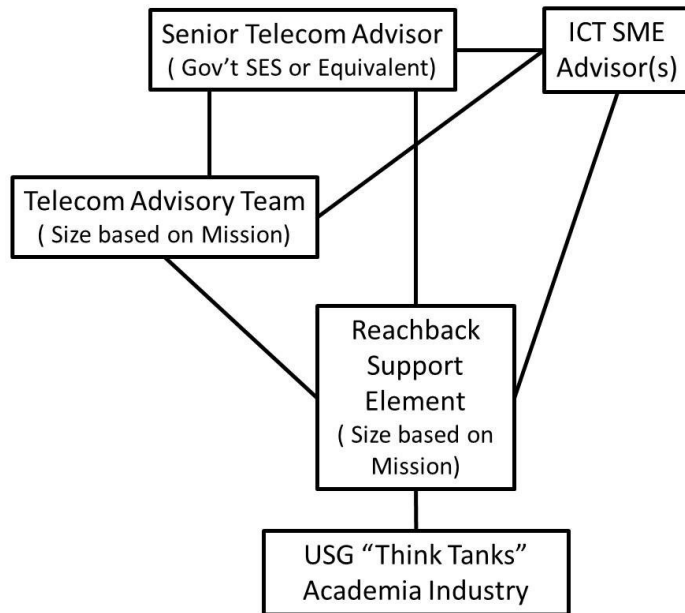 Senior Telecom Advisor
( Gov’t SES or Equivalent)
ICT SME
Advisor(s)
Telecom Advisory Team
( Size based on Mission)
Reachback
Support
Element
( Size based on
Mission)
USG “Think Tanks”
Academia Industry